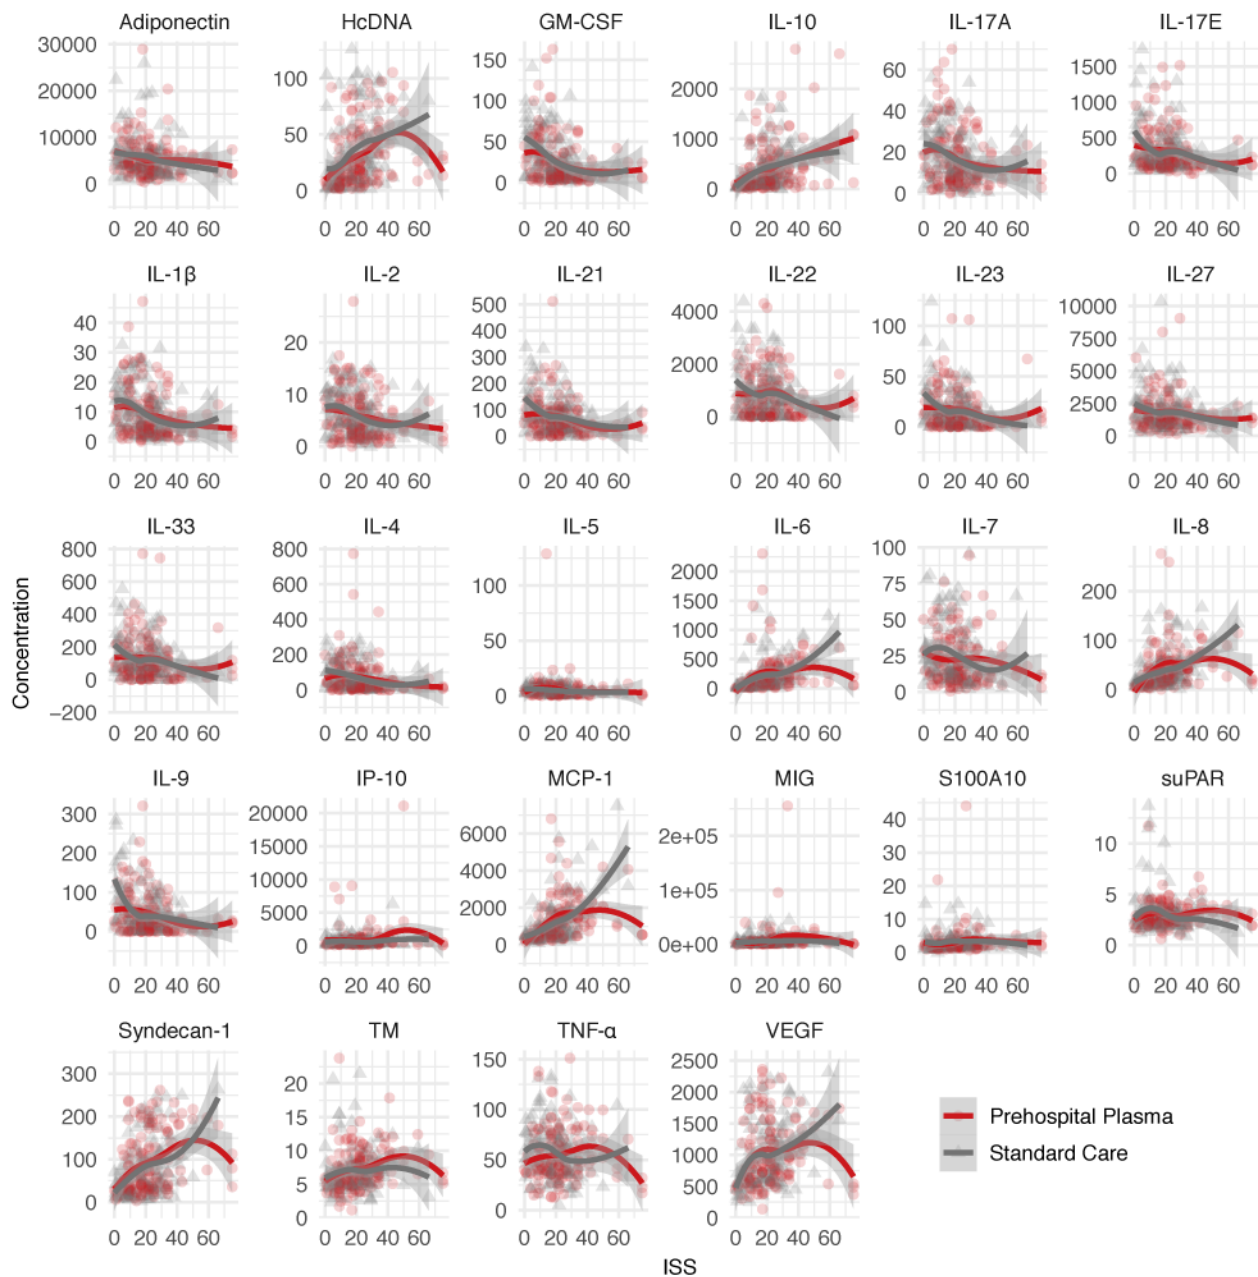 Adiponectin HcDNA GM-CSF IL-10 IL-17A IL-17E
30000 20000 10000 0
100 50 0
150 100 50 0
2000 1000 0
60 40 20 0
1500 1000 500 0
0 20 40 60 0 20 40 60 0 20 40 60 0 20 40 60 0 20 40 60 0 20 40 60
IL-1β IL-2 IL-21 IL-22 IL-23 IL-27
40 30 20 10 0
20 10 0
500 400 300 200 100 0
4000 2000 0
100 50 0
10000 7500 5000 2500 0
0 20 40 60 0 20 40 60 0 20 40 60 0 20 40 60 0 20 40 60 0 20 40 60
Concentration
IL-33 IL-4 IL-5 IL-6 IL-7 IL-8
800 600 400 200 0 −200
800 600 400 200 0
100 50 0
2000 1500 1000 500 0
100 75 50 25 0
200 100 0
0 20 40 60 0 20 40 60 0 20 40 60 0 20 40 60 0 20 40 60 0 20 40 60
IL-9 IP-10 MCP-1 MIG S100A10 suPAR
300 200 100 0
20000 15000 10000 5000 0
6000 4000 2000 0
2e+05 1e+05 0e+00
40 30 20 10 0
10 5 0
0 20 40 60 0 20 40 60 0 20 40 60 0 20 40 60 0 20 40 60 0 20 40 60
Syndecan-1 TM TNF-α VEGF
300 200 100 0
20 15 10 5 0
150 100 50 0
2500 2000 1500 1000 500 0
0 20 40 60 0 20 40 60 0 20 40 60 0 20 40 60
Prehospital Plasma
Standard Care
ISS